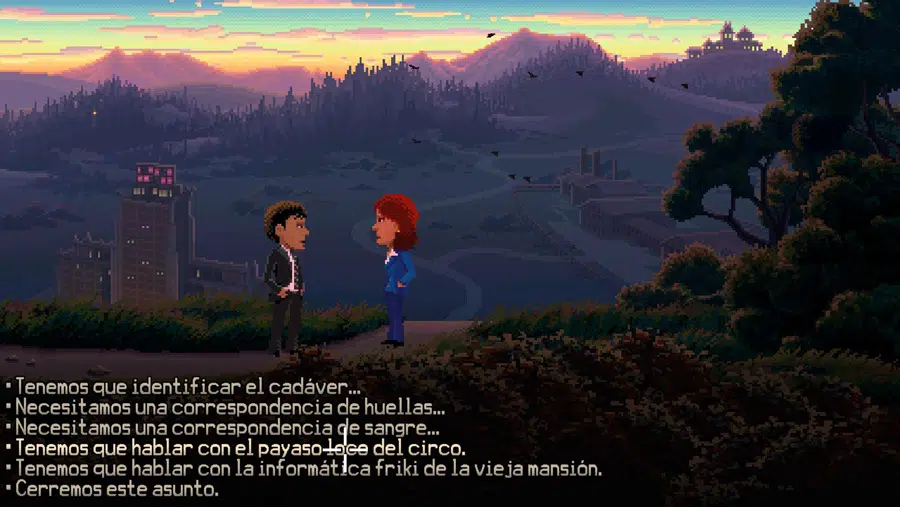 · Tenemos que identificar el cadáver...
· Necesitamos una correspondencia de huellas...
· Necesitamos una correspondencia de sangre...
· Tenemos que hablar con el payaso loco del circo.
· Tenemos que hablar con la informática friki de la vieja mansión.
· Cerremos este asunto.